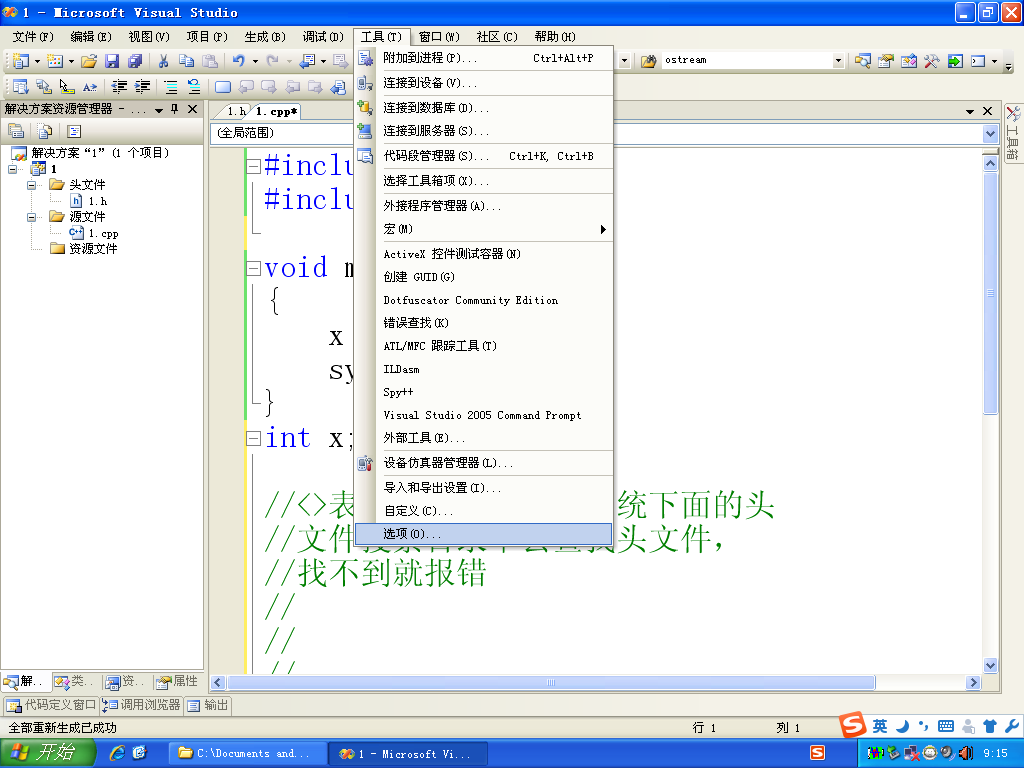 1 - Microsoft Visual Studio
文件(F) 编辑(E) 视图(V) 项目(P) 生成(B) 调试(D) 工具(T) 窗口(W) 社区(C) 帮助(H)
ostream
解决方案资源管理器 - ...
1.h 1.cpp*
(全局范围)
解决方案“1”(1 个项目)
1
头文件
1.h
源文件
1.cpp
资源文件
附加到进程(P)... Ctrl+Alt+P
连接到设备(V)...
连接到数据库(D)...
连接到服务器(S)...
代码段管理器(S)... Ctrl+K, Ctrl+B
选择工具箱项(X)...
外接程序管理器(A)...
宏(M)
ActiveX 控件测试容器(N)
创建 GUID(G)
Dotfuscator Community Edition
错误查找(K)
ATL/MFC 跟踪工具(T)
ILDasm
Spy++
Visual Studio 2005 Command Prompt
外部工具(E)...
设备仿真器管理器(L)...
导入和导出设置(I)...
自定义(C)...
选项(O)...
#inclu
#inclu
void m
{
x
sy
}
int x;
//<>表 统下面的头
//文件搜索目录下去查找头文件，
//找不到就报错
//
//
//
工具箱
解.. 类.. 资.. 属性
代码定义窗口 调用浏览器 输出
全部重新生成已成功 行 1 列 1
英
开始 C:\Documents and... 1 - Microsoft Vi... 9:15